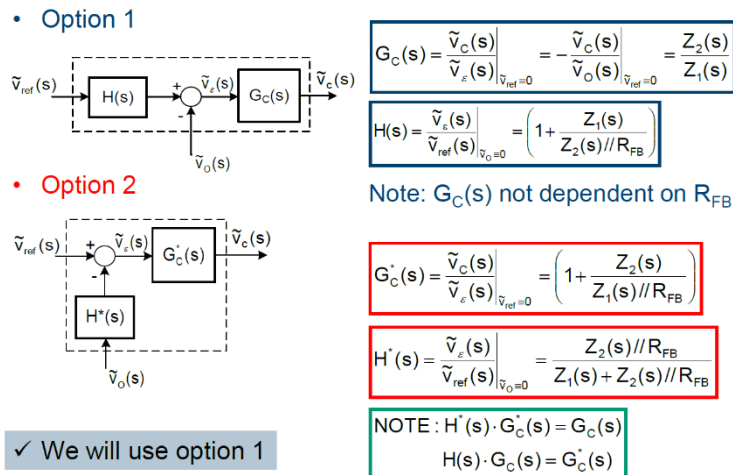 • Option 1
ṽref(s)
H(s)
+
-
ṽε(s)
GC(s)
ṽc(s)
ṽO(s)
GC(s) = ṽC(s)/ṽε(s)|ṽref=0 = -ṽC(s)/ṽO(s)|ṽref=0 = Z2(s)/Z1(s)
H(s) = ṽε(s)/ṽref(s)|ṽO=0 = (1 + Z1(s)/(Z2(s)//RFB))
Note: GC(s) not dependent on RFB
• Option 2
ṽref(s)
+
-
ṽε(s)
G*C(s)
ṽc(s)
H*(s)
ṽO(s)
G*C(s) = ṽC(s)/ṽε(s)|ṽref=0 = (1 + Z2(s)/(Z1(s)//RFB))
H*(s) = ṽε(s)/ṽref(s)|ṽO=0 = Z2(s)//RFB/(Z1(s) + Z2(s)//RFB)
NOTE : H*(s) · G*C(s) = GC(s)
H(s) · GC(s) = G*C(s)
✓ We will use option 1